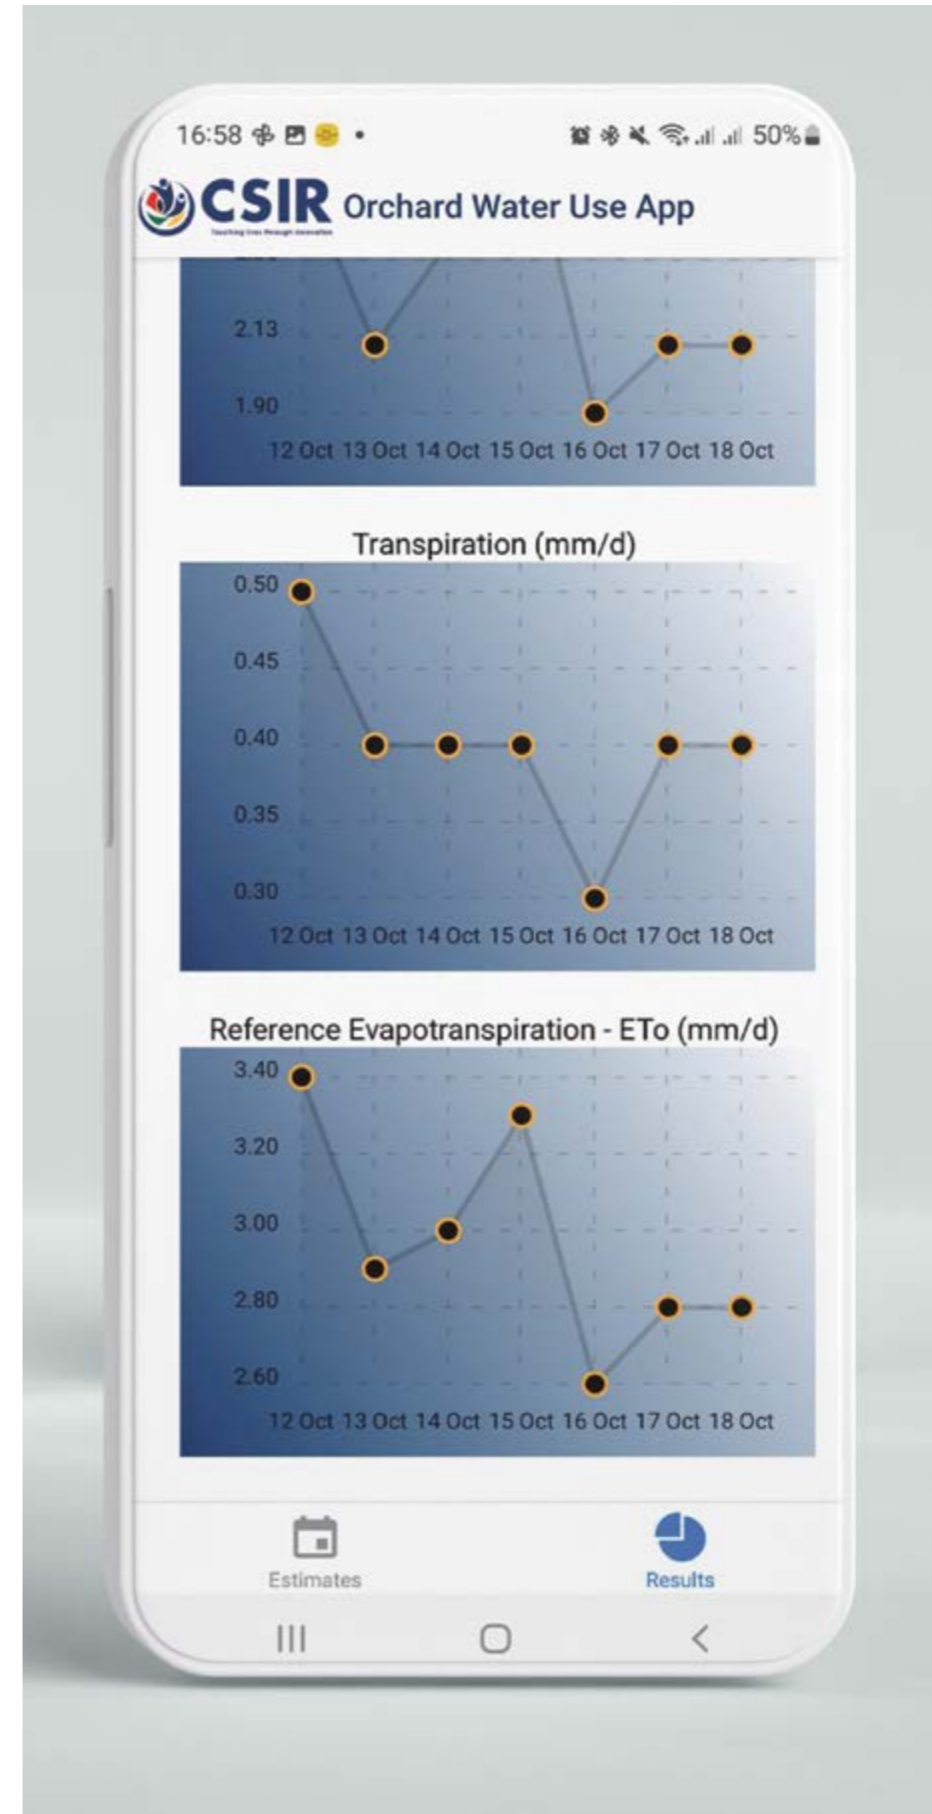 16:58
50%
CSIR
Touching lives through innovation
Orchard Water Use App
2.13
1.90
12 Oct 13 Oct 14 Oct 15 Oct 16 Oct 17 Oct 18 Oct
Transpiration (mm/d)
0.50
0.45
0.40
0.35
0.30
12 Oct 13 Oct 14 Oct 15 Oct 16 Oct 17 Oct 18 Oct
Reference Evapotranspiration - ETo (mm/d)
3.40
3.20
3.00
2.80
2.60
12 Oct 13 Oct 14 Oct 15 Oct 16 Oct 17 Oct 18 Oct
Estimates
Results